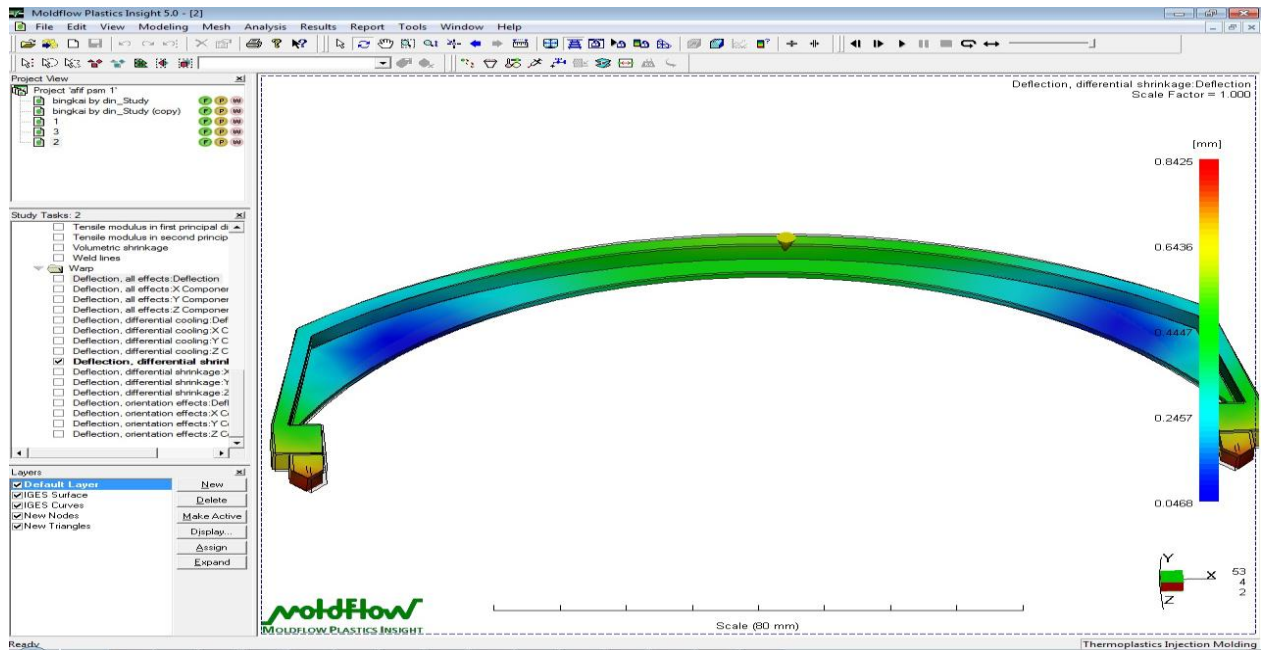 Moldflow Plastics Insight 5.0 - [2]
File Edit View Modeling Mesh Analysis Results Report Tools Window Help
Project View
Project 'afif psm 1'
bingkai by din_Study
bingkai by din_Study (copy)
1
3
2
Study Tasks: 2
Tensile modulus in first principal di
Tensile modulus in second princip
Volumetric shrinkage
Weld lines
Warp
Deflection, all effects:Deflection
Deflection, all effects:X Componer
Deflection, all effects:Y Componer
Deflection, all effects:Z Componer
Deflection, differential cooling:Def
Deflection, differential cooling:X C
Deflection, differential cooling:Y C
Deflection, differential cooling:Z C
Deflection, differential shrinl
Deflection, differential shrinkage:X
Deflection, differential shrinkage:Y
Deflection, differential shrinkage:Z
Deflection, orientation effects:Defl
Deflection, orientation effects:X C
Deflection, orientation effects:Y C
Deflection, orientation effects:Z C
Layers
Default Layer
IGES Surface
IGES Curves
New Nodes
New Triangles
New
Delete
Make Active
Display...
Assign
Expand
Deflection, differential shrinkage:Deflection
Scale Factor = 1.000
[mm]
0.8425
0.6436
0.4447
0.2457
0.0468
Y
X
Z
53
4
2
moldflow
MOLDFLOW PLASTICS INSIGHT
Scale (80 mm)
Ready
Thermoplastics Injection Molding